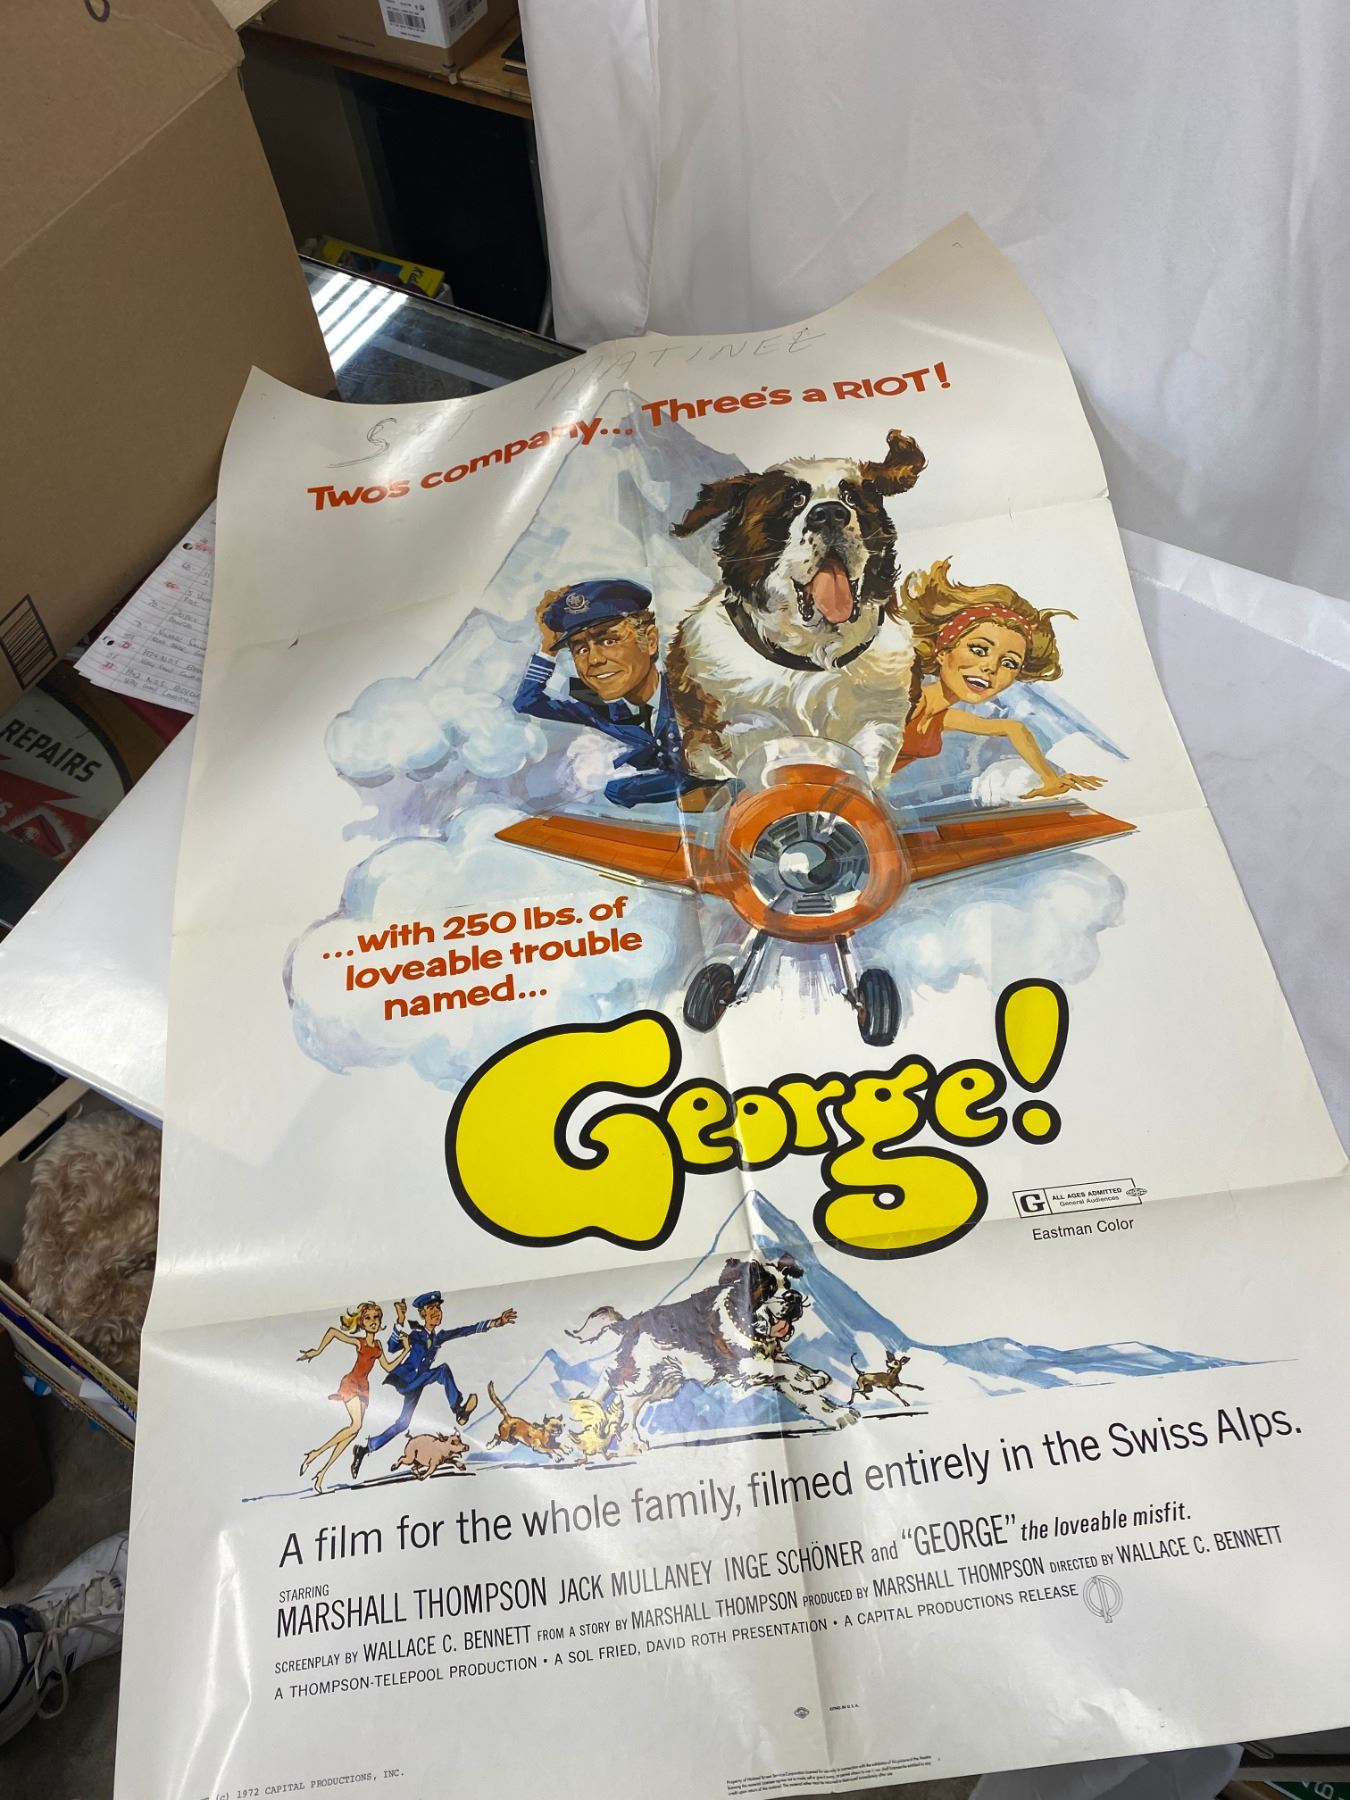 SAT MATINEE
Two's company... Three's a RIOT!
...with 250 lbs. of
loveable trouble
named...
George!
G ALL AGES ADMITTED
General Audiences
Eastman Color
A film for the whole family, filmed entirely in the Swiss Alps.
STARRING
MARSHALL THOMPSON JACK MULLANEY INGE SCHÖNER and "GEORGE" the loveable misfit.
SCREENPLAY BY WALLACE C. BENNETT FROM A STORY BY MARSHALL THOMPSON PRODUCED BY MARSHALL THOMPSON DIRECTED BY WALLACE C. BENNETT
A THOMPSON-TELEPOOL PRODUCTION • A SOL FRIED, DAVID ROTH PRESENTATION • A CAPITAL PRODUCTIONS RELEASE
(c) 1972 CAPITAL PRODUCTIONS, INC.
REPAIRS